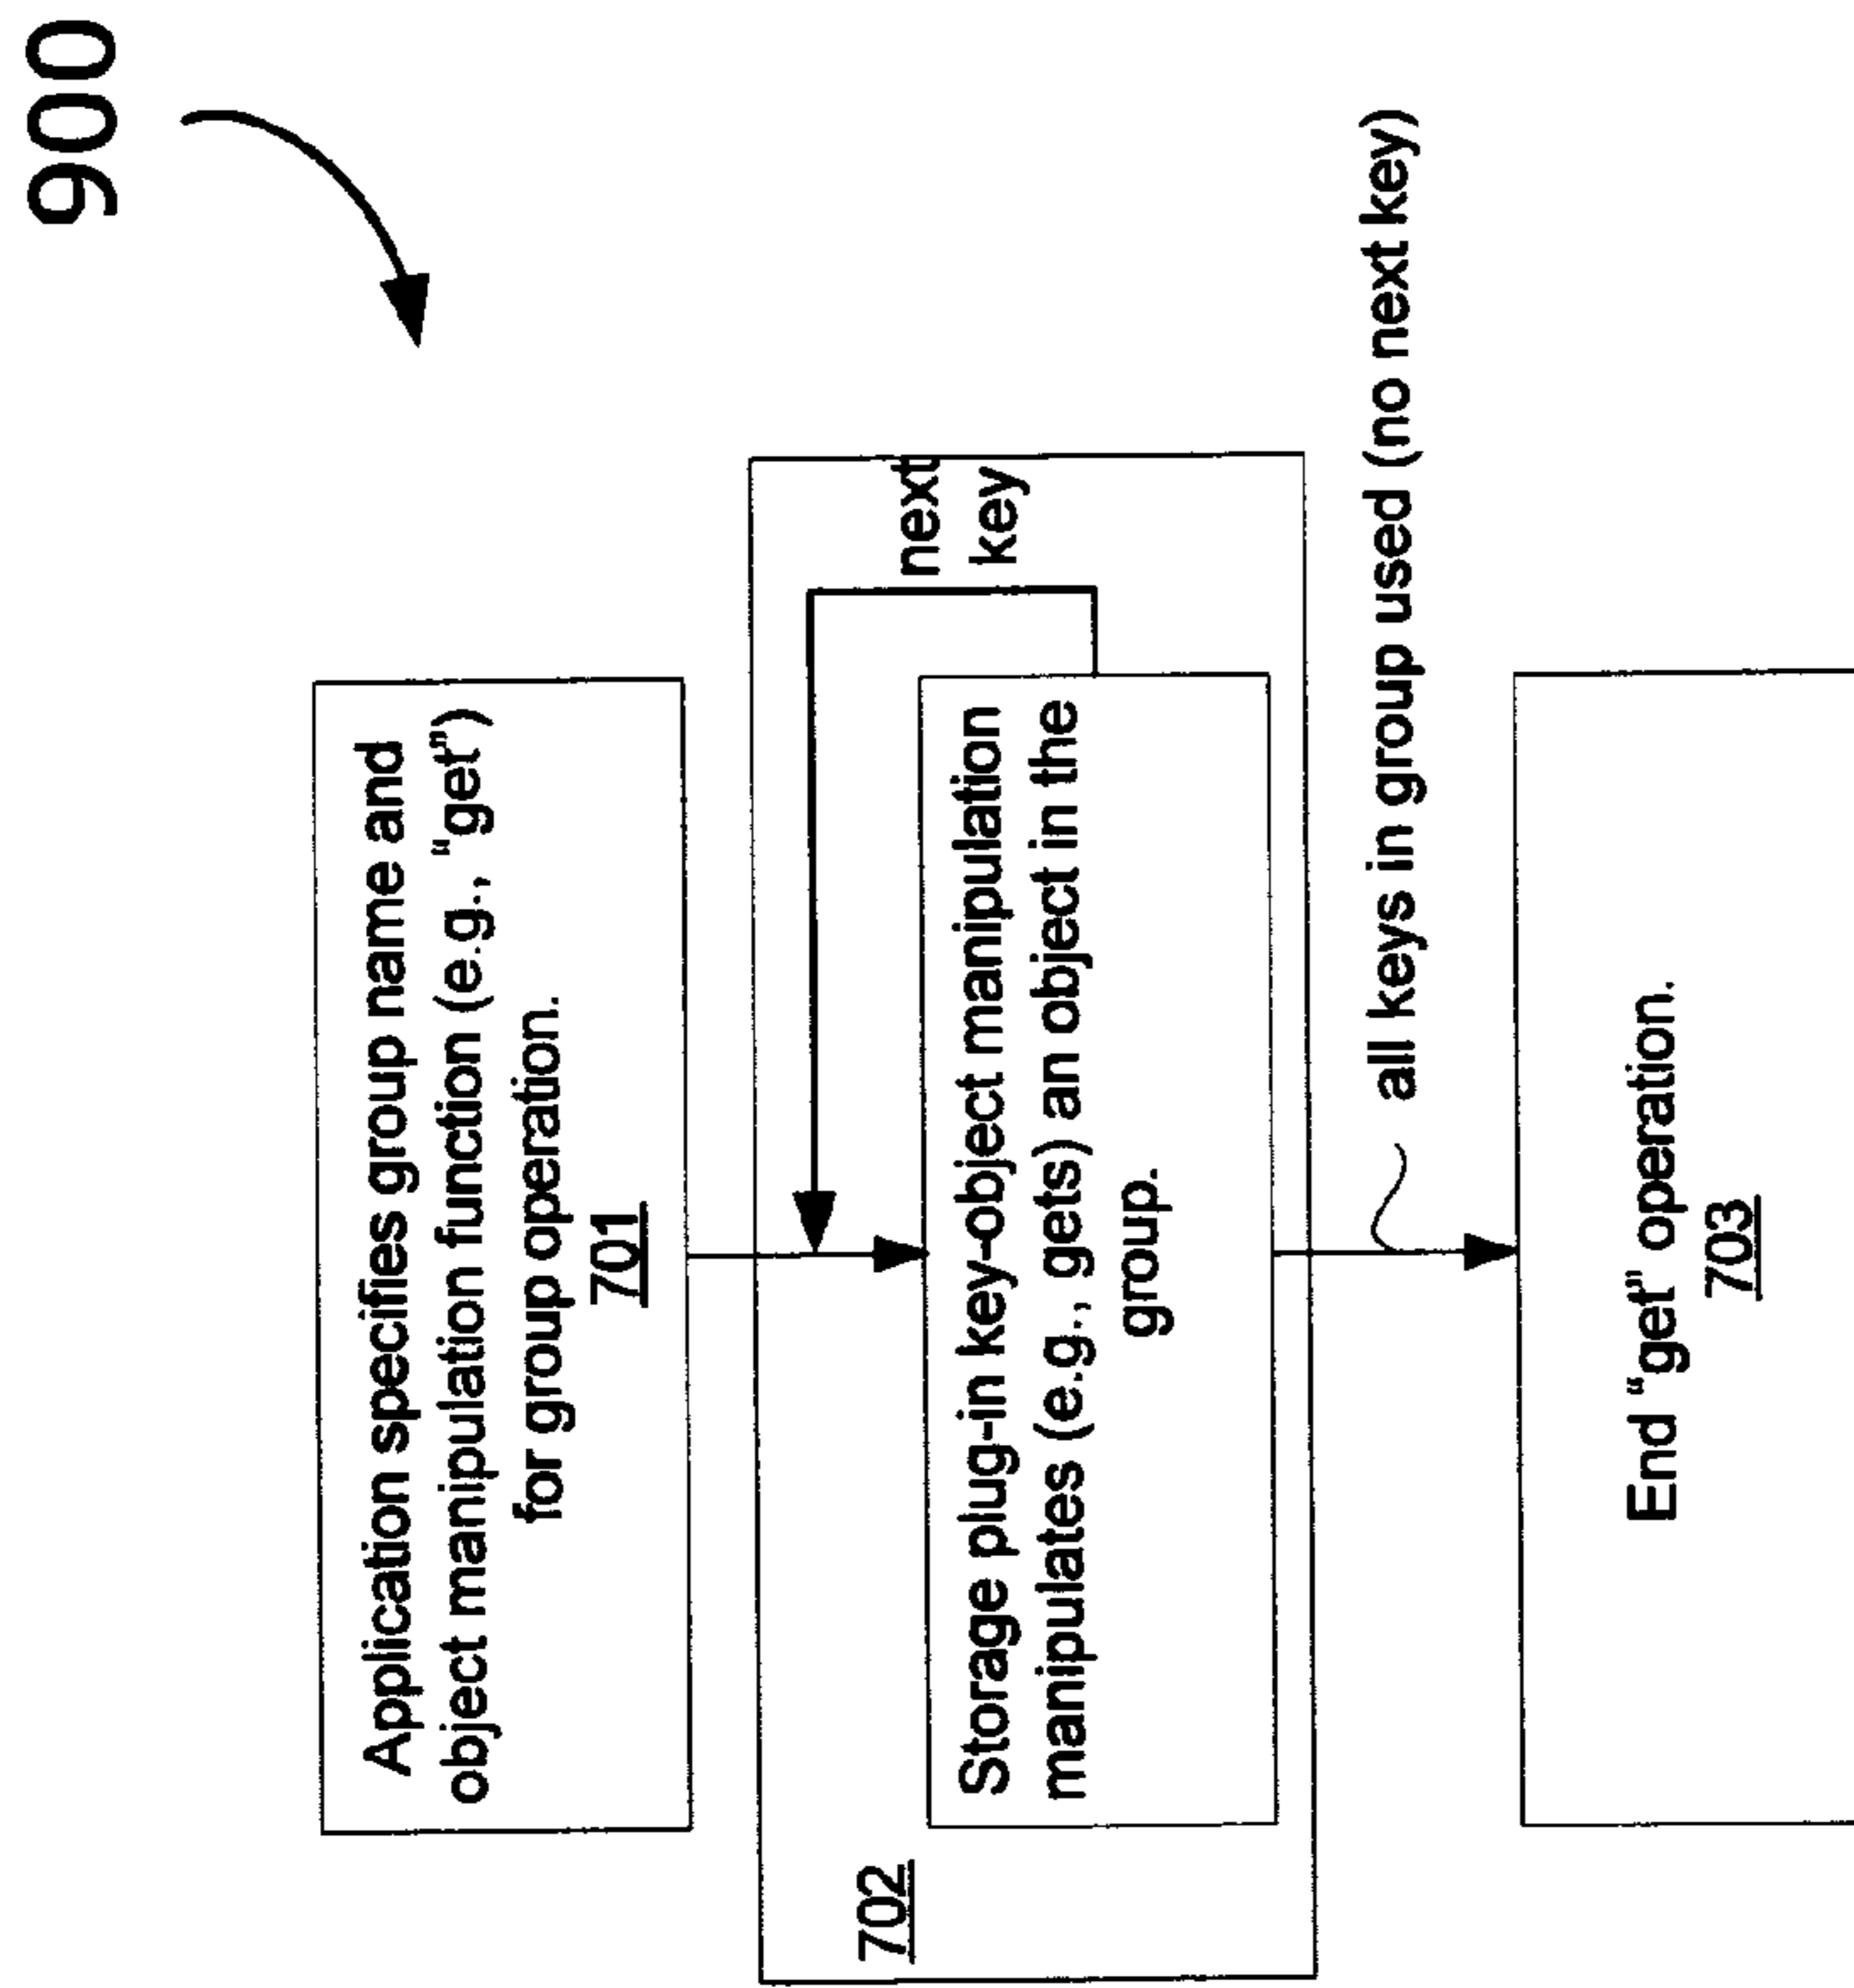 900
Application specifies group name and
object manipulation function (e.g., “get”)
for group operation.
701
702
next
key
Storage plug-in key-object manipulation
manipulates (e.g., gets) an object in the
group.
all keys in group used (no next key)
End “get” operation.
703